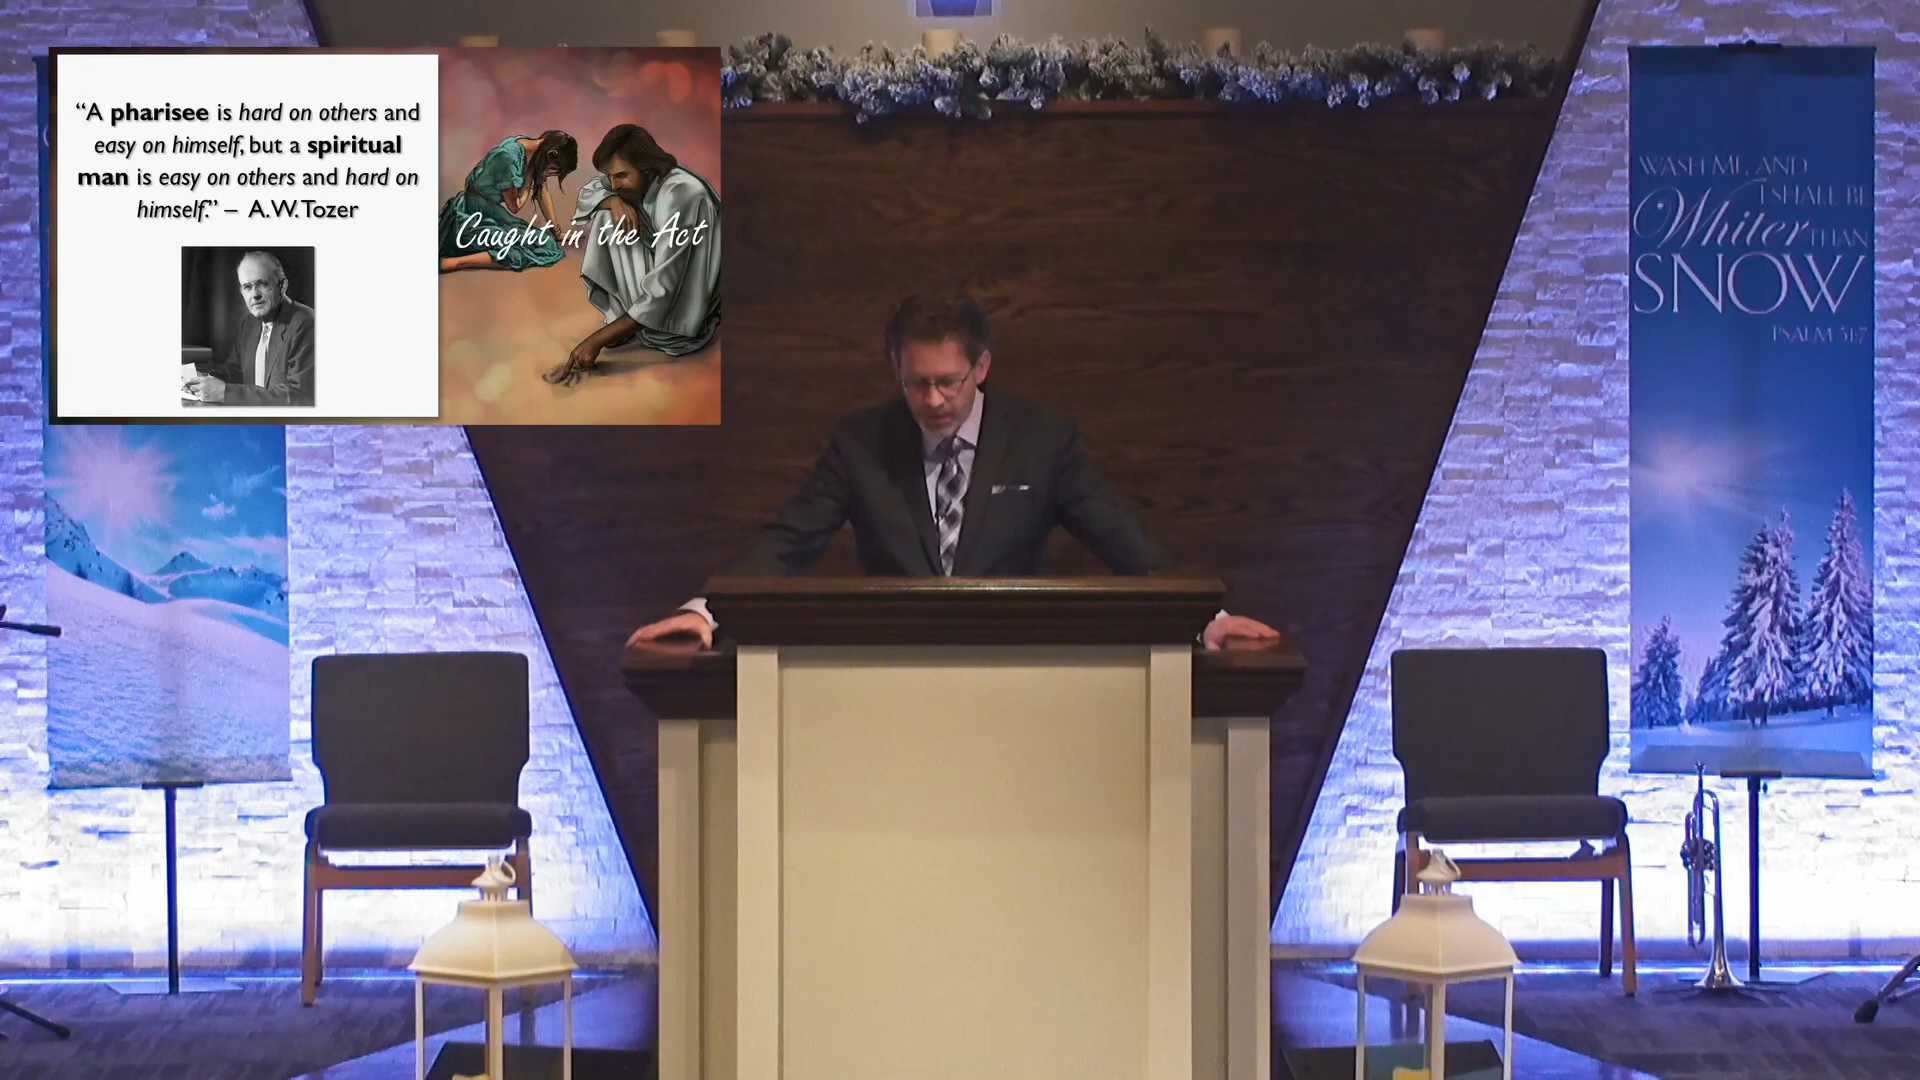 “A pharisee is hard on others and
easy on himself, but a spiritual
man is easy on others and hard on
himself.” – A.W. Tozer
Caught in the Act
WASH ME, AND
I SHALL BE
Whiter THAN
SNOW
PSALM 51:7